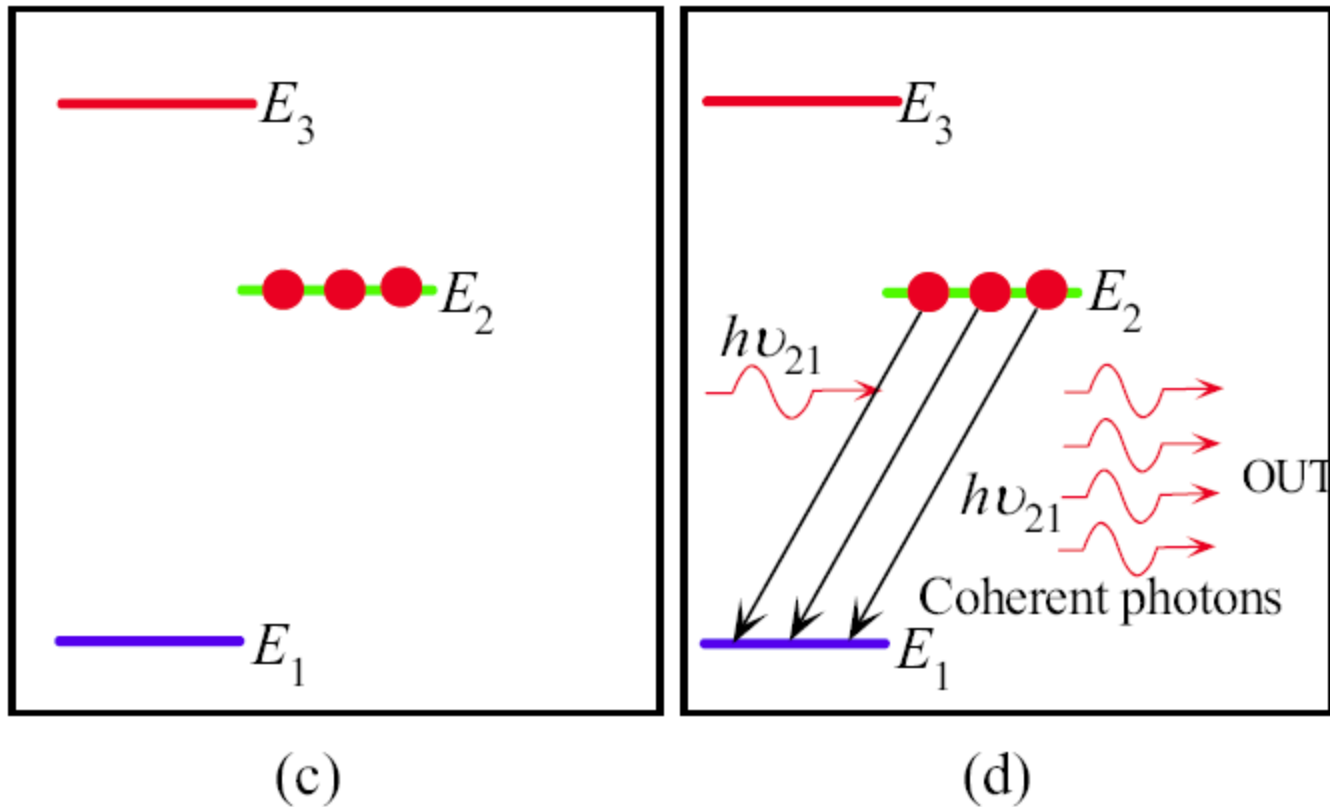 E₃
E₂
E₁
(c)
E₃
E₂
hυ₂₁
OUT
hυ₂₁
Coherent photons
E₁
(d)